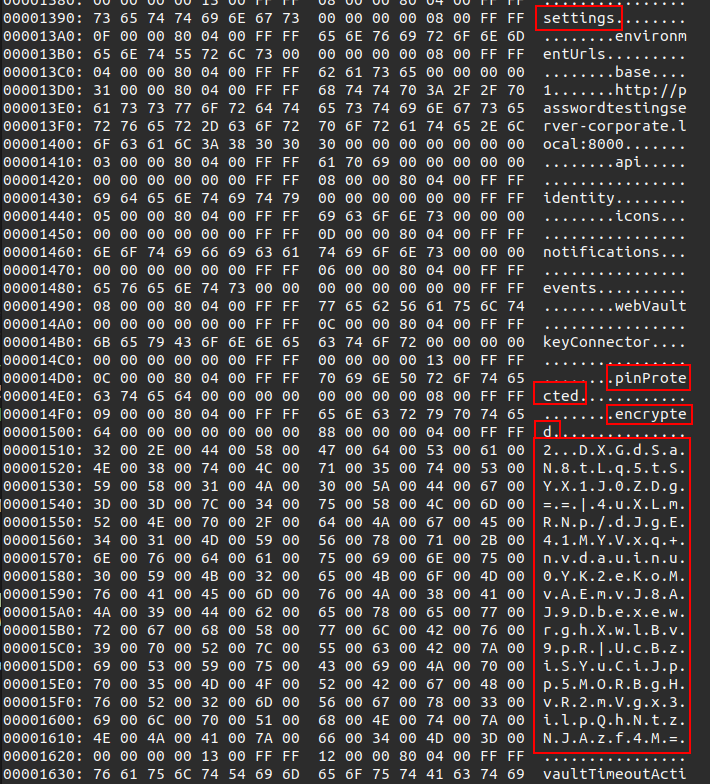 00001380: 00 00 00 00 13 00 FF FF 08 00 00 80 04 00 FF FF ................
00001390: 73 65 74 74 69 6E 67 73 00 00 00 00 08 00 FF FF settings........
000013A0: 0F 00 00 80 04 00 FF FF 65 6E 76 69 72 6F 6E 6D ........environm
000013B0: 65 6E 74 55 72 6C 73 00 00 00 00 00 08 00 FF FF entUrls.........
000013C0: 04 00 00 80 04 00 FF FF 62 61 73 65 00 00 00 00 ........base....
000013D0: 31 00 00 80 04 00 FF FF 68 74 74 70 3A 2F 2F 70 1.......http://p
000013E0: 61 73 73 77 6F 72 64 74 65 73 74 69 6E 67 73 65 asswordtestingse
000013F0: 72 76 65 72 2D 63 6F 72 70 6F 72 61 74 65 2E 6C rver-corporate.l
00001400: 6F 63 61 6C 3A 38 30 30 30 00 00 00 00 00 00 00 ocal:8000.......
00001410: 03 00 00 80 04 00 FF FF 61 70 69 00 00 00 00 00 ........api.....
00001420: 00 00 00 00 00 00 FF FF 08 00 00 80 04 00 FF FF ................
00001430: 69 64 65 6E 74 69 74 79 00 00 00 00 00 00 FF FF identity........
00001440: 05 00 00 80 04 00 FF FF 69 63 6F 6E 73 00 00 00 ........icons...
00001450: 00 00 00 00 00 00 FF FF 0D 00 00 80 04 00 FF FF ................
00001460: 6E 6F 74 69 66 69 63 61 74 69 6F 6E 73 00 00 00 notifications...
00001470: 00 00 00 00 00 00 FF FF 06 00 00 80 04 00 FF FF ................
00001480: 65 76 65 6E 74 73 00 00 00 00 00 00 00 00 FF FF events..........
00001490: 08 00 00 80 04 00 FF FF 77 65 62 56 61 75 6C 74 ........webVault
000014A0: 00 00 00 00 00 00 FF FF 0C 00 00 80 04 00 FF FF ................
000014B0: 6B 65 79 43 6F 6E 6E 65 63 74 6F 72 00 00 00 00 keyConnector....
000014C0: 00 00 00 00 00 00 FF FF 00 00 00 00 13 00 FF FF ................
000014D0: 0C 00 00 80 04 00 FF FF 70 69 6E 50 72 6F 74 65 ........pinProte
000014E0: 63 74 65 64 00 00 00 00 00 00 00 00 08 00 FF FF cted............
000014F0: 09 00 00 80 04 00 FF FF 65 6E 63 72 79 70 74 65 ........encrypte
00001500: 64 00 00 00 00 00 00 00 88 00 00 00 04 00 FF FF d...............
00001510: 32 00 2E 00 44 00 58 00 47 00 64 00 53 00 61 00 2...D.X.G.d.S.a.
00001520: 4E 00 38 00 74 00 4C 00 71 00 35 00 74 00 53 00 N.8.t.L.q.5.t.S.
00001530: 59 00 58 00 31 00 4A 00 30 00 5A 00 44 00 67 00 Y.X.1.J.0.Z.D.g.
00001540: 3D 00 3D 00 7C 00 34 00 75 00 58 00 4C 00 6D 00 =.=.|.4.u.X.L.m.
00001550: 52 00 4E 00 70 00 2F 00 64 00 4A 00 67 00 45 00 R.N.p./.d.J.g.E.
00001560: 34 00 31 00 4D 00 59 00 56 00 78 00 71 00 2B 00 4.1.M.Y.V.x.q.+.
00001570: 6E 00 76 00 64 00 61 00 75 00 69 00 6E 00 75 00 n.v.d.a.u.i.n.u.
00001580: 30 00 59 00 4B 00 32 00 65 00 4B 00 6F 00 4D 00 0.Y.K.2.e.K.o.M.
00001590: 76 00 41 00 45 00 6D 00 76 00 4A 00 38 00 41 00 v.A.E.m.v.J.8.A.
000015A0: 4A 00 39 00 44 00 62 00 65 00 78 00 65 00 77 00 J.9.D.b.e.x.e.w.
000015B0: 72 00 67 00 68 00 58 00 77 00 6C 00 42 00 76 00 r.g.h.X.w.l.B.v.
000015C0: 39 00 70 00 52 00 7C 00 55 00 63 00 42 00 7A 00 9.p.R.|.U.c.B.z.
000015D0: 69 00 53 00 59 00 75 00 43 00 69 00 4A 00 70 00 i.S.Y.u.C.i.J.p.
000015E0: 70 00 35 00 4D 00 4F 00 52 00 42 00 67 00 48 00 p.5.M.O.R.B.g.H.
000015F0: 76 00 52 00 32 00 6D 00 56 00 67 00 78 00 33 00 v.R.2.m.V.g.x.3.
00001600: 69 00 6C 00 70 00 51 00 68 00 4E 00 74 00 7A 00 i.l.p.Q.h.N.t.z.
00001610: 4E 00 4A 00 41 00 7A 00 66 00 34 00 4D 00 3D 00 N.J.A.z.f.4.M.=.
00001620: 00 00 00 00 13 00 FF FF 12 00 00 80 04 00 FF FF ................
00001630: 76 61 75 6C 74 54 69 6D 65 6F 75 74 41 63 74 69 vaultTimeoutActi